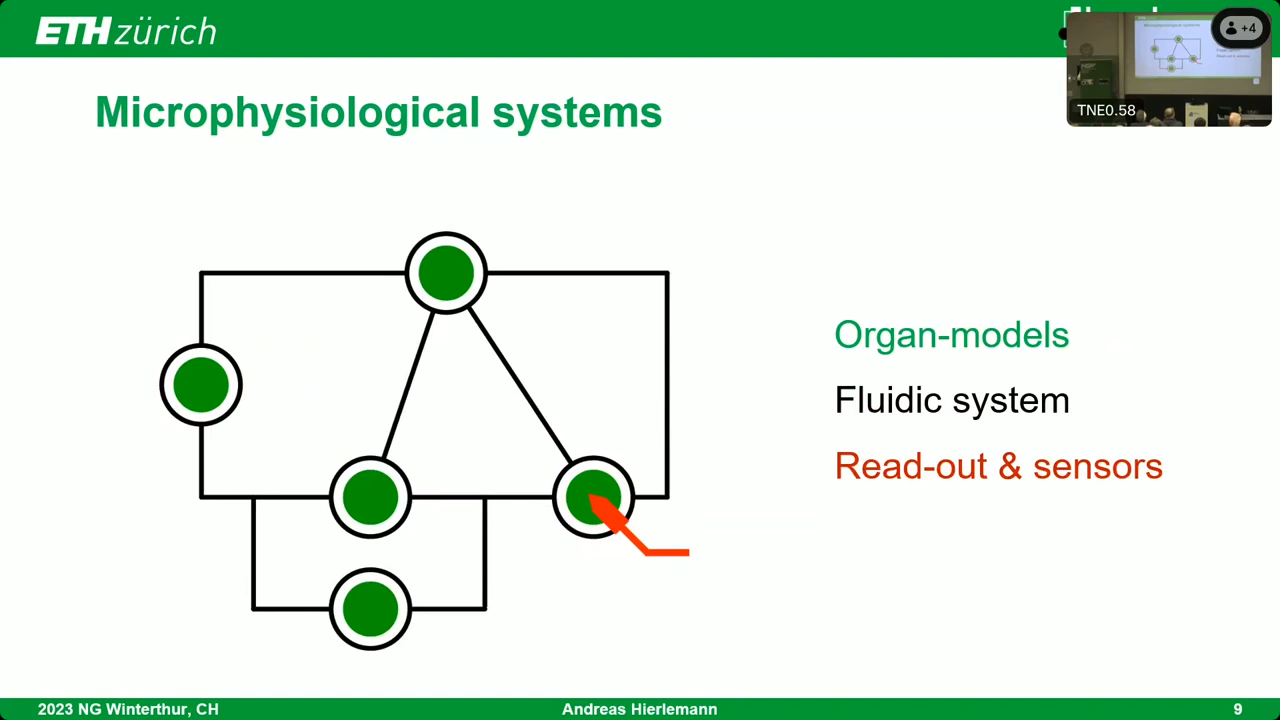 ETH zürich
+4
TNE0.58
Microphysiological systems
Organ-models
Fluidic system
Read-out & sensors
2023 NG Winterthur, CH
Andreas Hierlemann
9